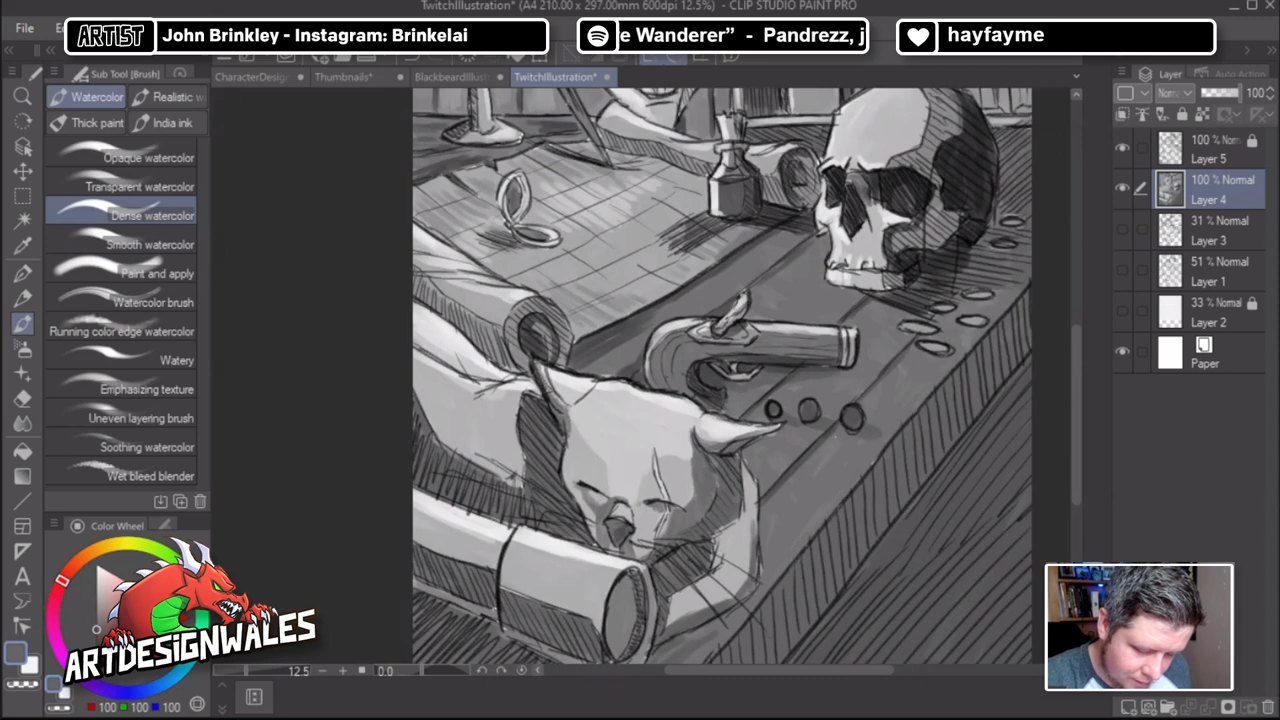 TwitchIllustration* (A4 210.00 x 297.00mm 600dpi 12.5%) - CLIP STUDIO PAINT PRO
File
ARTIST
John Brinkley - Instagram: Brinkelai
e Wanderer” - Pandrezz, j
hayfayme
Sub Tool [Brush]
CharacterDesig
Thumbnails*
BlackbeardIllust
TwitchIllustration*
Layer
Auto Action
Watercolor
Realistic w
Thick paint
India ink
100
Opaque watercolor
Transparent watercolor
Dense watercolor
Smooth watercolor
Paint and apply
Watercolor brush
Running color edge watercolor
Watery
Emphasizing texture
Uneven layering brush
Soothing watercolor
Wet bleed blender
100 % Norm
Layer 5
100 % Normal
Layer 4
31 % Normal
Layer 3
51 % Normal
Layer 1
33 % Normal
Layer 2
Paper
Color Wheel
ARTDESIGNWALES
12.5
0.0
100 100 100